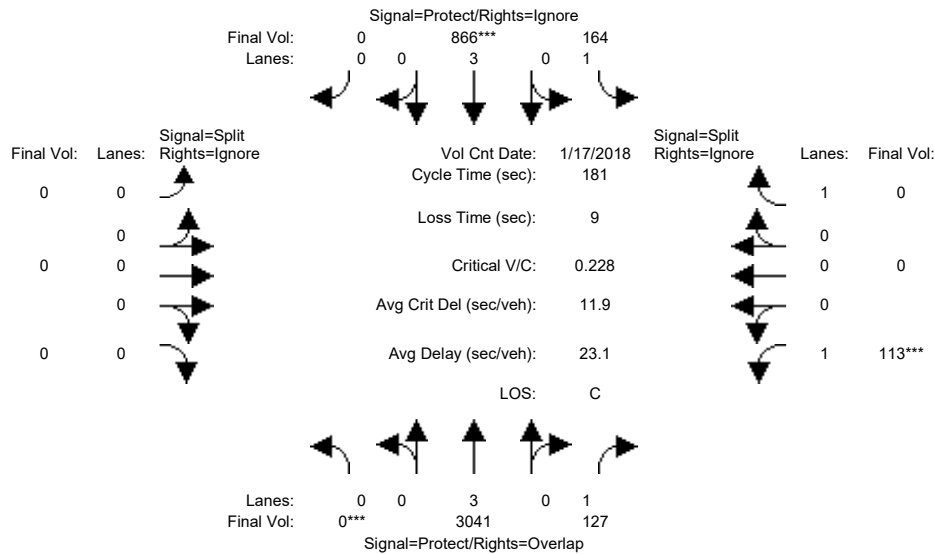 Signal=Protect/Rights=Ignore
Final Vol: 0 866*** 164
Lanes: 0 0 3 0 1
Signal=Split
Final Vol: Lanes: Rights=Ignore
Vol Cnt Date: 1/17/2018
Signal=Split
Rights=Ignore Lanes: Final Vol:
Cycle Time (sec): 181
0 0
1 0
Loss Time (sec): 9
0
0
0 0
Critical V/C: 0.228
0 0
0
Avg Crit Del (sec/veh): 11.9
0
0 0
Avg Delay (sec/veh): 23.1
1 113***
LOS: C
Lanes: 0 0 3 0 1
Final Vol: 0*** 3041 127
Signal=Protect/Rights=Overlap